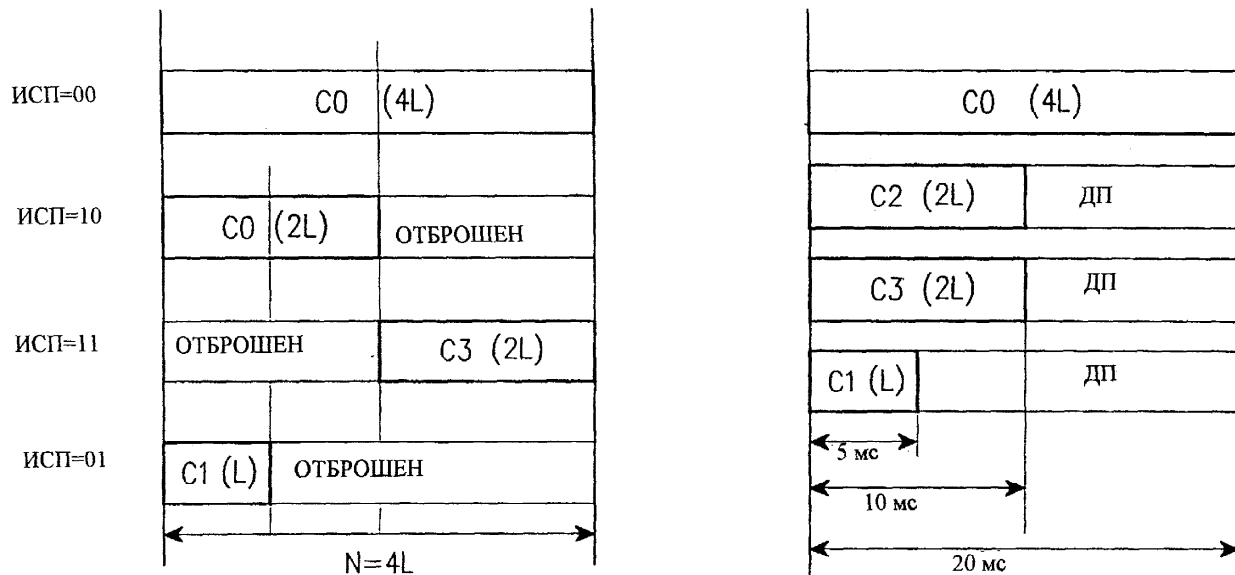 ИСП=00
C0 (4L)
ИСП=10
C0 (2L)
ОТБРОШЕН
ИСП=11
ОТБРОШЕН
C3 (2L)
ИСП=01
C1 (L)
ОТБРОШЕН
N=4L
C0 (4L)
C2 (2L)
ДП
C3 (2L)
ДП
C1 (L)
ДП
5 мс
10 мс
20 мс